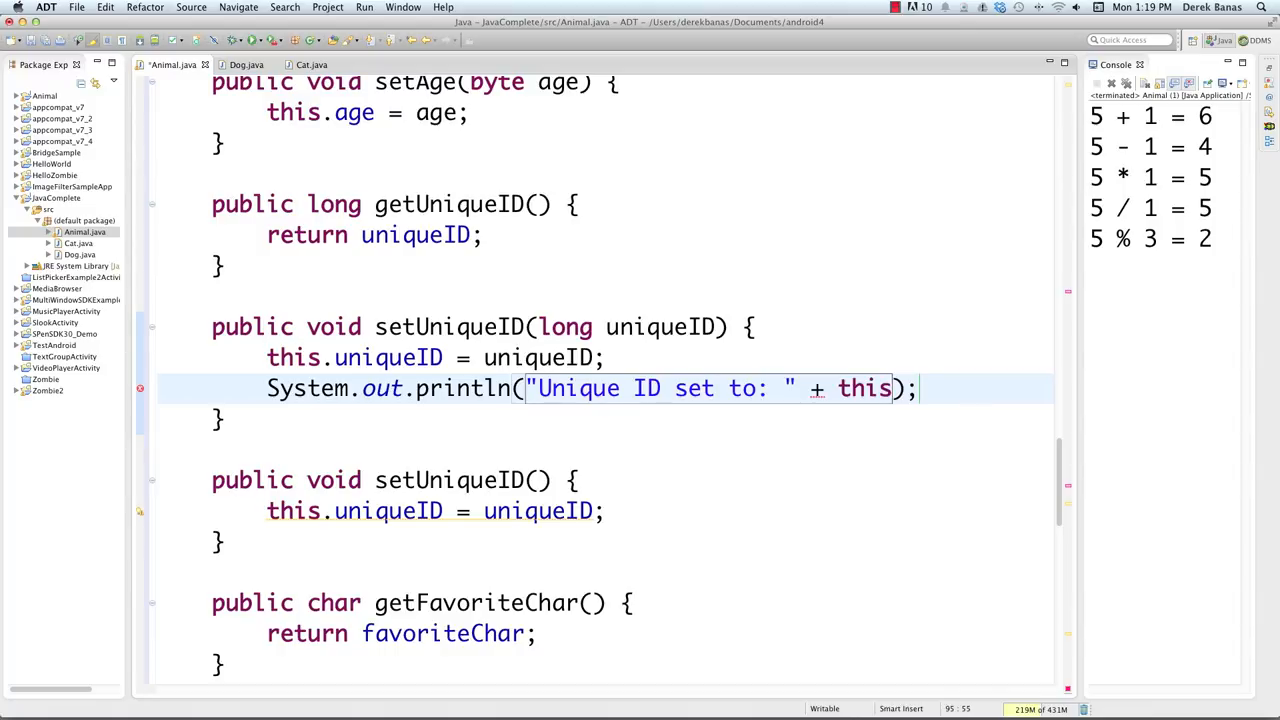 ADT File Edit Refactor Source Navigate Search Project Run Window Help 10 Mon 1:19 PM Derek Banas
Java - JavaComplete/src/Animal.java - ADT - /Users/derekbanas/Documents/android4
Quick Access Java DDMS
Package Exp
Animal
appcompat_v7
appcompat_v7_2
appcompat_v7_3
appcompat_v7_4
BridgeSample
HelloWorld
HelloZombie
ImageFilterSampleApp
JavaComplete
src
(default package)
Animal.java
Cat.java
Dog.java
JRE System Library [Ja
ListPickerExample2Activi
MediaBrowser
MultiWindowSDKExample
MusicPlayerActivity
SlookActivity
SPenSDK30_Demo
TestAndroid
TextGroupActivity
Zombie
Zombie2
*Animal.java Dog.java Cat.java
public void setAge(byte age) {
this.age = age;
}
public long getUniqueID() {
return uniqueID;
}
public void setUniqueID(long uniqueID) {
this.uniqueID = uniqueID;
System.out.println("Unique ID set to: " + this);
}
public void setUniqueID() {
this.uniqueID = uniqueID;
}
public char getFavoriteChar() {
return favoriteChar;
}
Console
<terminated> Animal (1) [Java Application] /S
5 + 1 = 6
5 - 1 = 4
5 * 1 = 5
5 / 1 = 5
5 % 3 = 2
Writable Smart Insert 95 : 55 219M of 431M